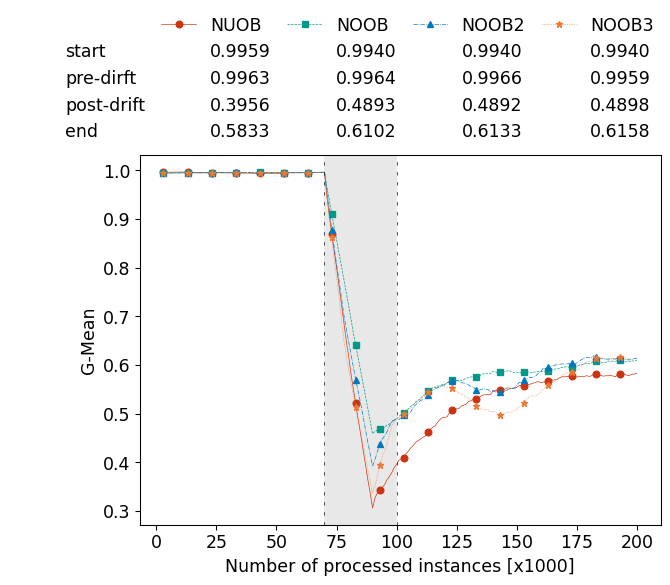 NUOB NOOB NOOB2 NOOB3
start 0.9959 0.9940 0.9940 0.9940
pre-dirft 0.9963 0.9964 0.9966 0.9959
post-drift 0.3956 0.4893 0.4892 0.4898
end 0.5833 0.6102 0.6133 0.6158
1.0
0.9
0.8
0.7
0.6
0.5
0.4
0.3
G-Mean
0 25 50 75 100 125 150 175 200
Number of processed instances [x1000]